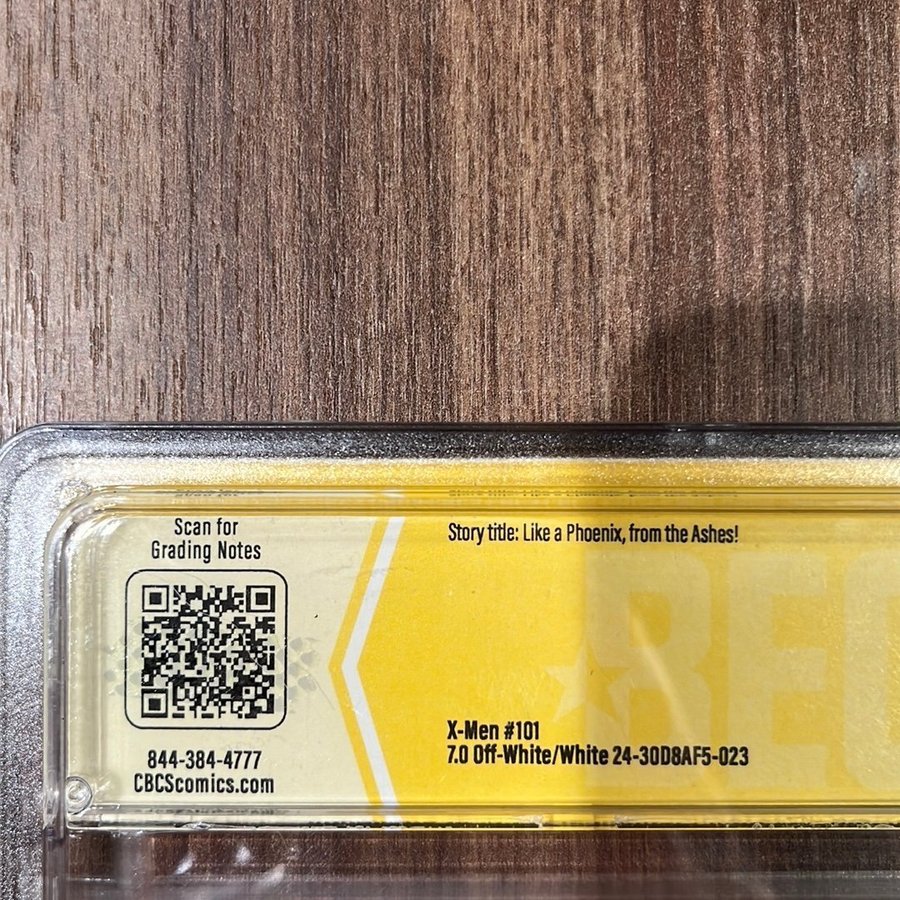 Scan for
Grading Notes
844-384-4777
CBCScomics.com
Story title: Like a Phoenix, from the Ashes!
X-Men #101
7.0 Off-White/White 24-30D8AF5-023